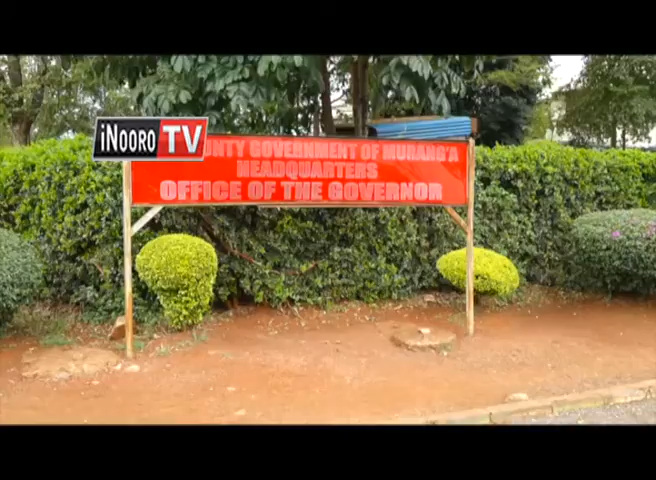 iNOORO TV
UNTY GOVERNMENT OF MURANG'A
HEADQUARTERS
OFFICE OF THE GOVERNOR